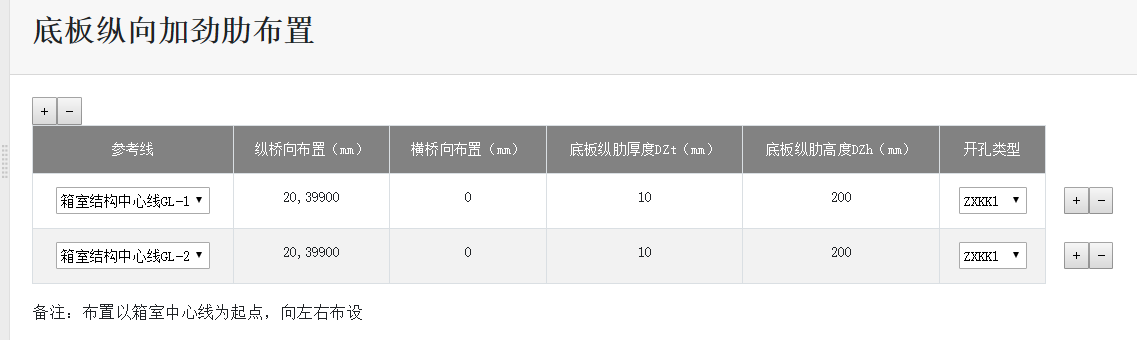 底板纵向加劲肋布置
+ −
参考线 纵桥向布置（mm） 横桥向布置（mm） 底板纵肋厚度DZt（mm） 底板纵肋高度DZh（mm） 开孔类型
箱室结构中心线GL-1 20,39900 0 10 200 ZXKK1 + −
箱室结构中心线GL-2 20,39900 0 10 200 ZXKK1 + −
备注：布置以箱室中心线为起点，向左右布设